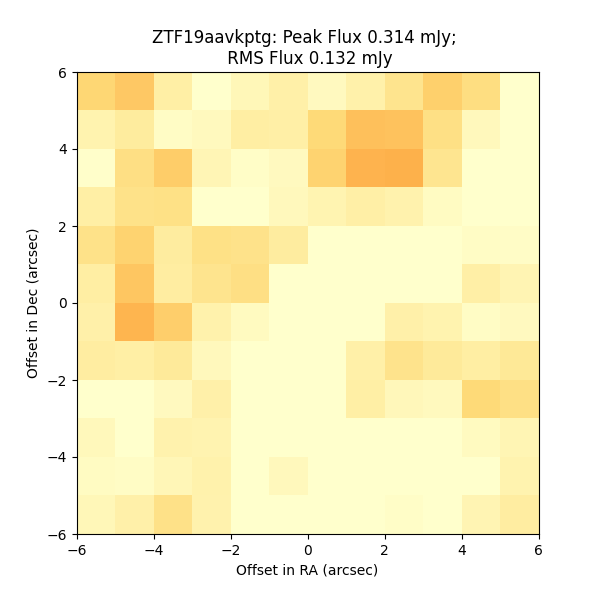 ZTF19aavkptg: Peak Flux 0.314 mJy;
RMS Flux 0.132 mJy
6
4
2
0
−2
−4
−6
Offset in Dec (arcsec)
−6 −4 −2 0 2 4 6
Offset in RA (arcsec)